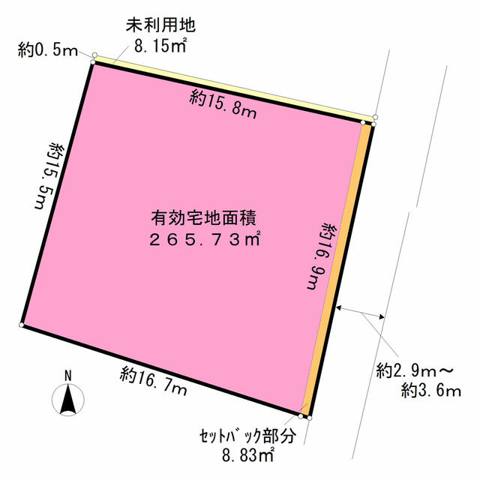 未利用地
8.15㎡
約0.5m
約15.8m
約15.5m
有効宅地面積
265.73㎡
約16.9m
約2.9m～
約3.6m
約16.7m
N
ｾｯﾄﾊﾞｯｸ部分
8.83㎡